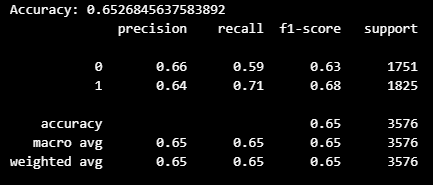 Accuracy: 0.6526845637583892
precision recall f1-score support
0 0.66 0.59 0.63 1751
1 0.64 0.71 0.68 1825
accuracy 0.65 3576
macro avg 0.65 0.65 0.65 3576
weighted avg 0.65 0.65 0.65 3576